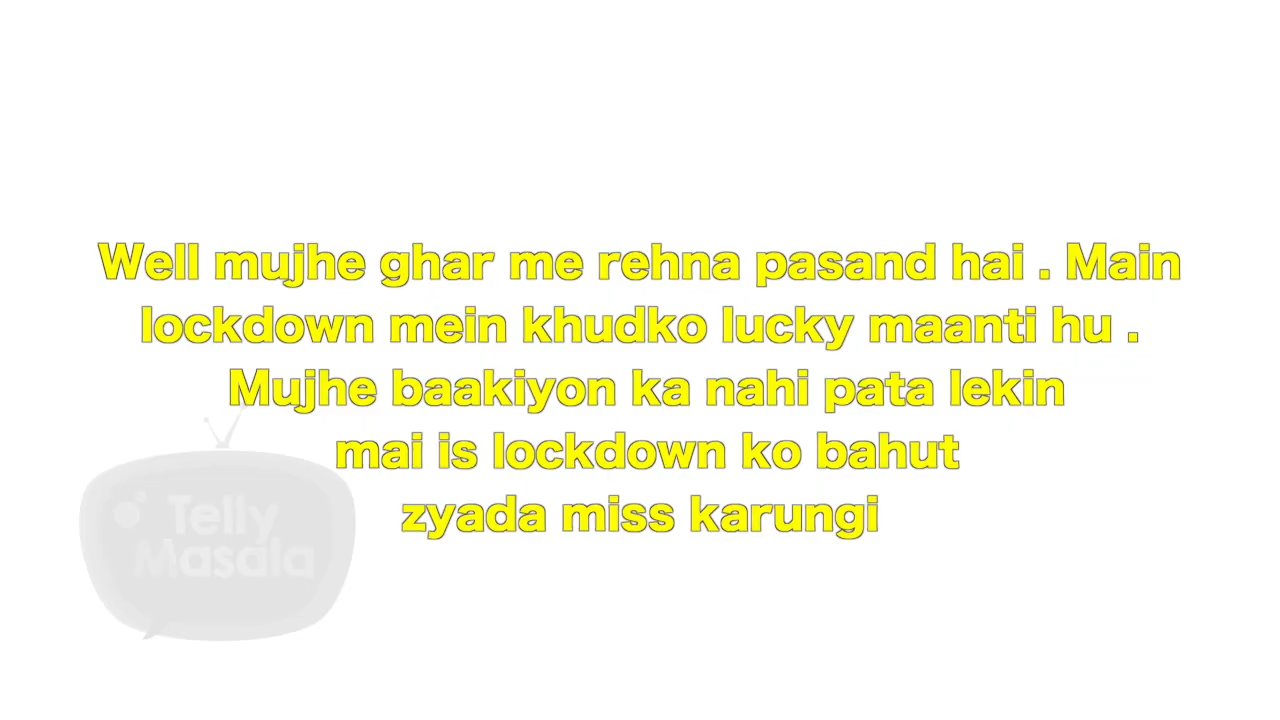 Well mujhe ghar me rehna pasand hai . Main
lockdown mein khudko lucky maanti hu .
Mujhe baakiyon ka nahi pata lekin
mai is lockdown ko bahut
zyada miss karungi
Telly
Masala